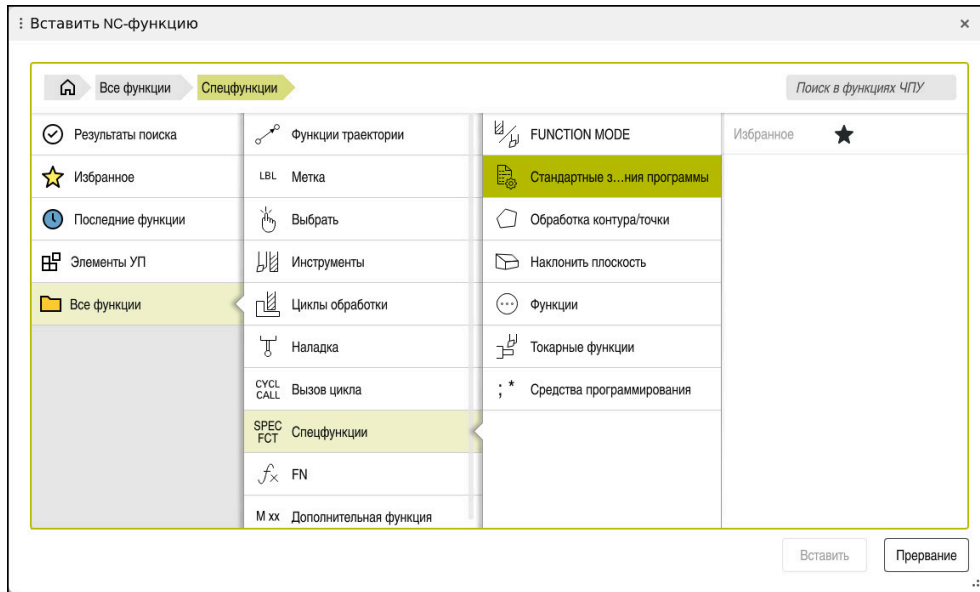 Вставить NC-функцию
Все функции
Спецфункции
Поиск в функциях ЧПУ
Результаты поиска
Избранное
Последние функции
Элементы УП
Все функции
Функции траектории
LBL Метка
Выбрать
Инструменты
Циклы обработки
Наладка
CYCL CALL Вызов цикла
SPEC FCT Спецфункции
FN
M xx Дополнительная функция
FUNCTION MODE
Стандартные з...ния программы
Обработка контура/точки
Наклонить плоскость
Функции
Токарные функции
; * Средства программирования
Избранное
Вставить
Прервание